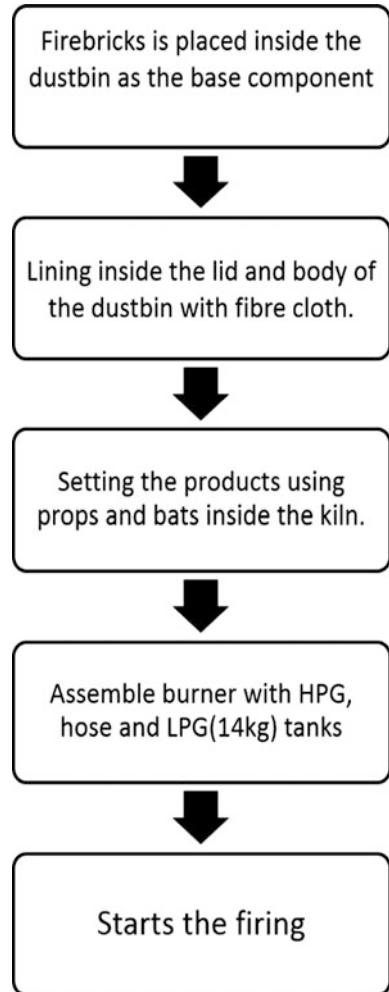 Firebricks is placed inside the
dustbin as the base component
Lining inside the lid and body of
the dustbin with fibre cloth.
Setting the products using
props and bats inside the kiln.
Assemble burner with HPG,
hose and LPG(14kg) tanks
Starts the firing